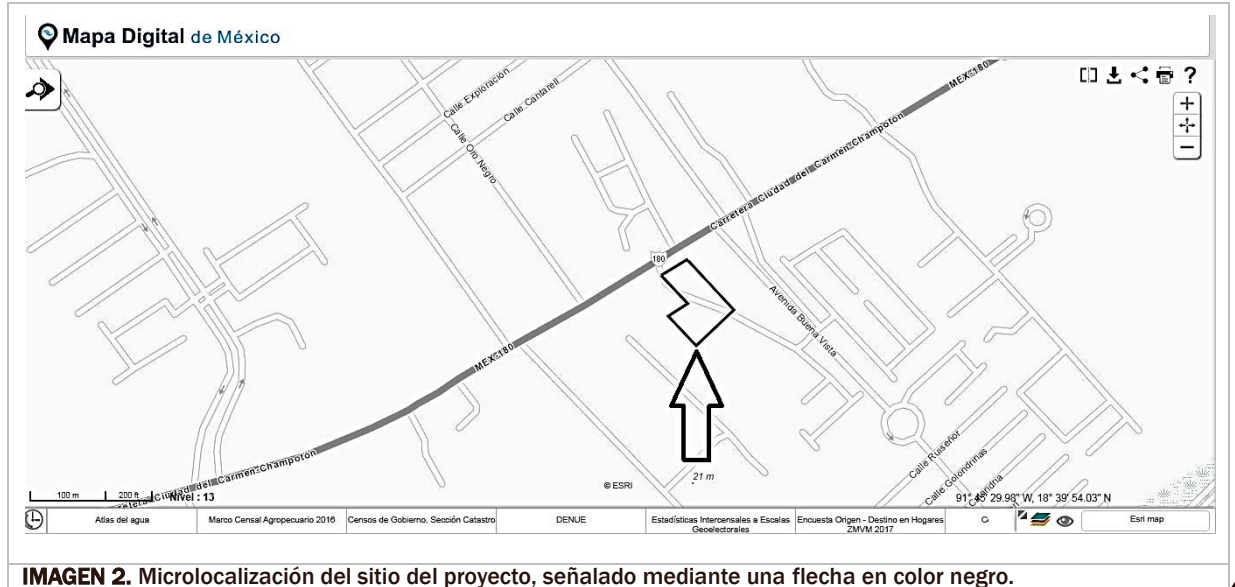 Mapa Digital de México
?
Calle Exploración
Calle Cantarell
Calle Oro Negro
MEX-180
Carretera Ciudad del Carmen-Champotón
180
Avenida Buena Vista
MEX-180
Calle Ruiseñor
Calle Golondrinas
Ciudad del Carmen-Champotón
© ESRI
21 m
100 m
200 ft
Nivel : 13
91° 45' 29.98" W, 18° 39' 54.03" N
Atlas del agua
Marco Censal Agropecuario 2016
Censos de Gobierno. Sección Catastro
DENUE
Estadísticas Intercensales a Escalas
Geoelectorales
Encuesta Origen - Destino en Hogares
ZMVM 2017
Esri map
IMAGEN 2. Microlocalización del sitio del proyecto, señalado mediante una flecha en color negro.